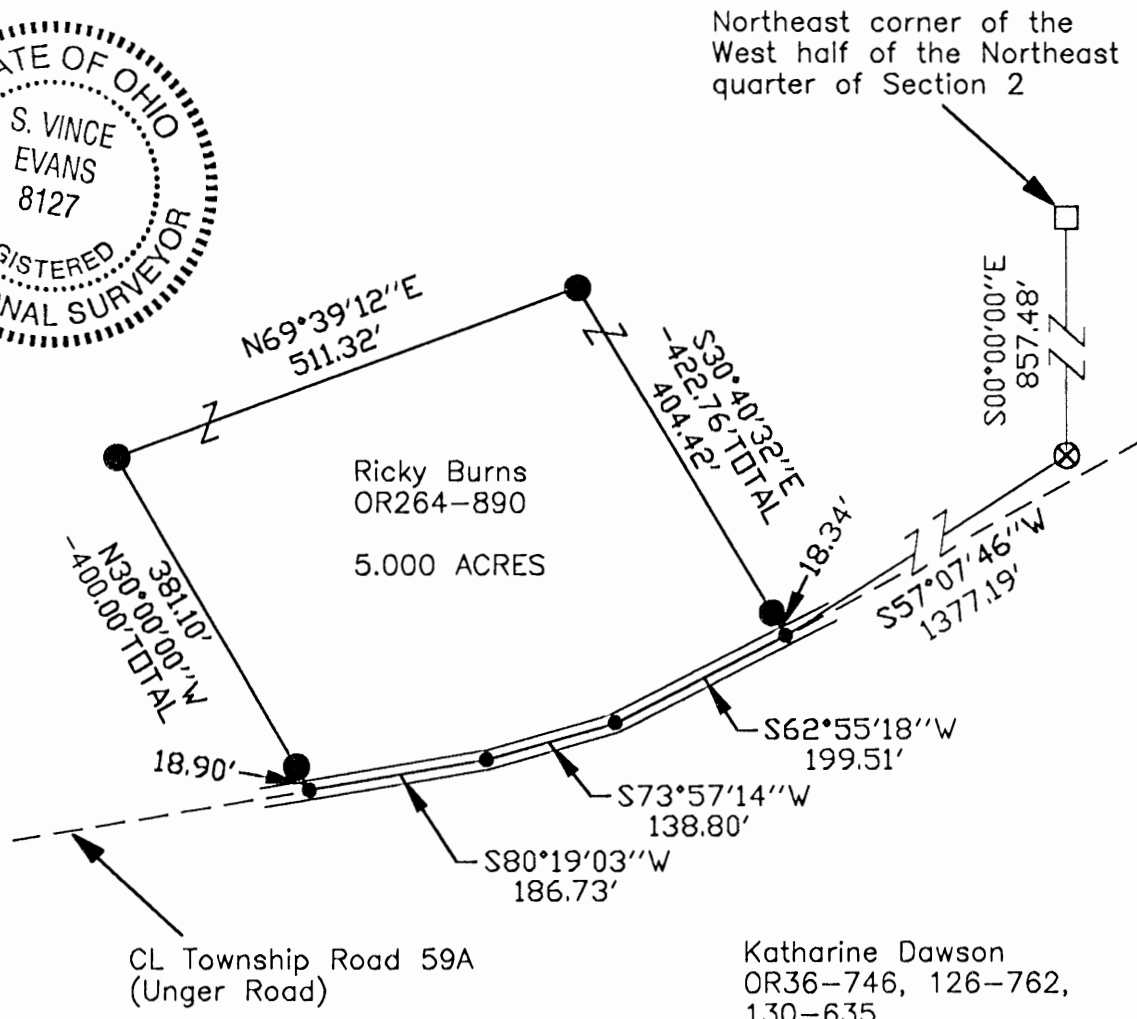 Northeast corner of the
West half of the Northeast
quarter of Section 2
ATE OF OHIO
S. VINCE
EVANS
8127
GISTERED
NAL SURVEYOR
S00°00'00''E
857.48'
N69°39'12''E
511.32'
S30°40'32''E
-422.76'TOTAL
404.42'
Ricky Burns
OR264-890
5.000 ACRES
18.34'
381.10'
N30°00'00''W
-400.00'TOTAL
S57°07'46''W
1377.19'
18.90'
S62°55'18''W
199.51'
S73°57'14''W
138.80'
S80°19'03''W
186.73'
CL Township Road 59A
(Unger Road)
Katharine Dawson
OR36-746, 126-762,
130-635